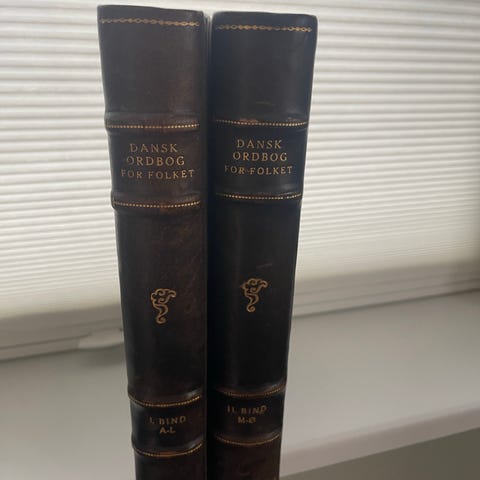 DANSK
ORDBOG
FOR FOLKET
I. BIND
A-L
DANSK
ORDBOG
FOR FOLKET
II. BIND
M-Ø